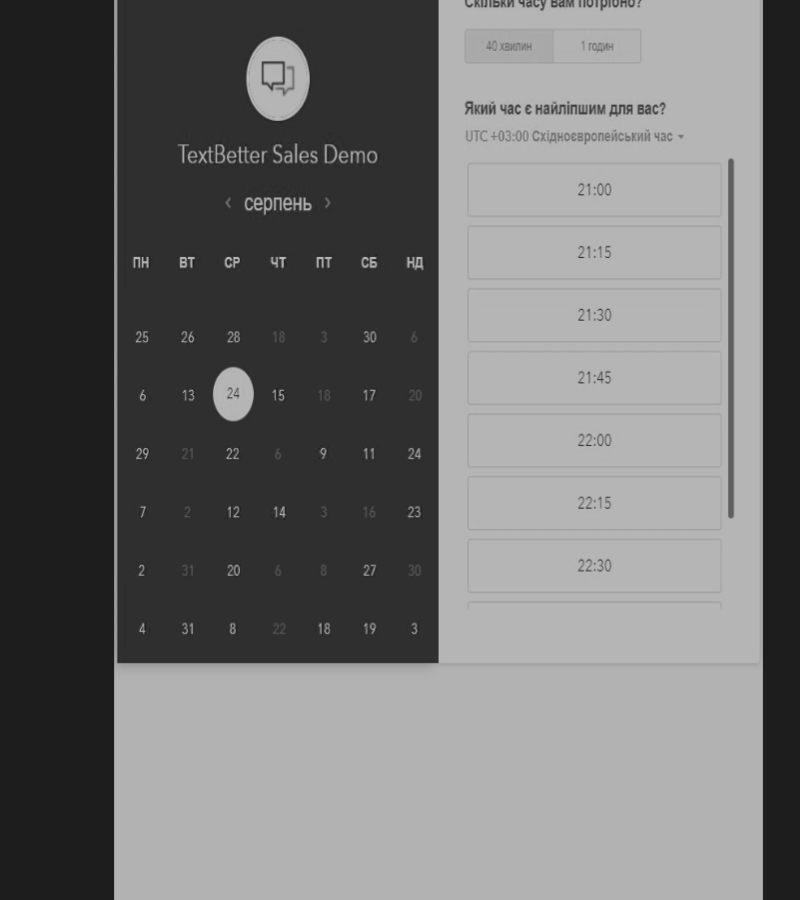 TextBetter Sales Demo
‹ серпень ›
ПН ВТ СР ЧТ ПТ СБ НД
25 26 28 18 3 30 6
6 13 24 15 18 17 20
29 21 22 6 9 11 24
7 2 12 14 3 16 23
2 31 20 6 8 27 30
4 31 8 22 18 19 3
Скільки часу вам потрібно?
40 хвилин 1 годин
Який час є найліпшим для вас?
UTC +03:00 Східноєвропейський час
21:00
21:15
21:30
21:45
22:00
22:15
22:30